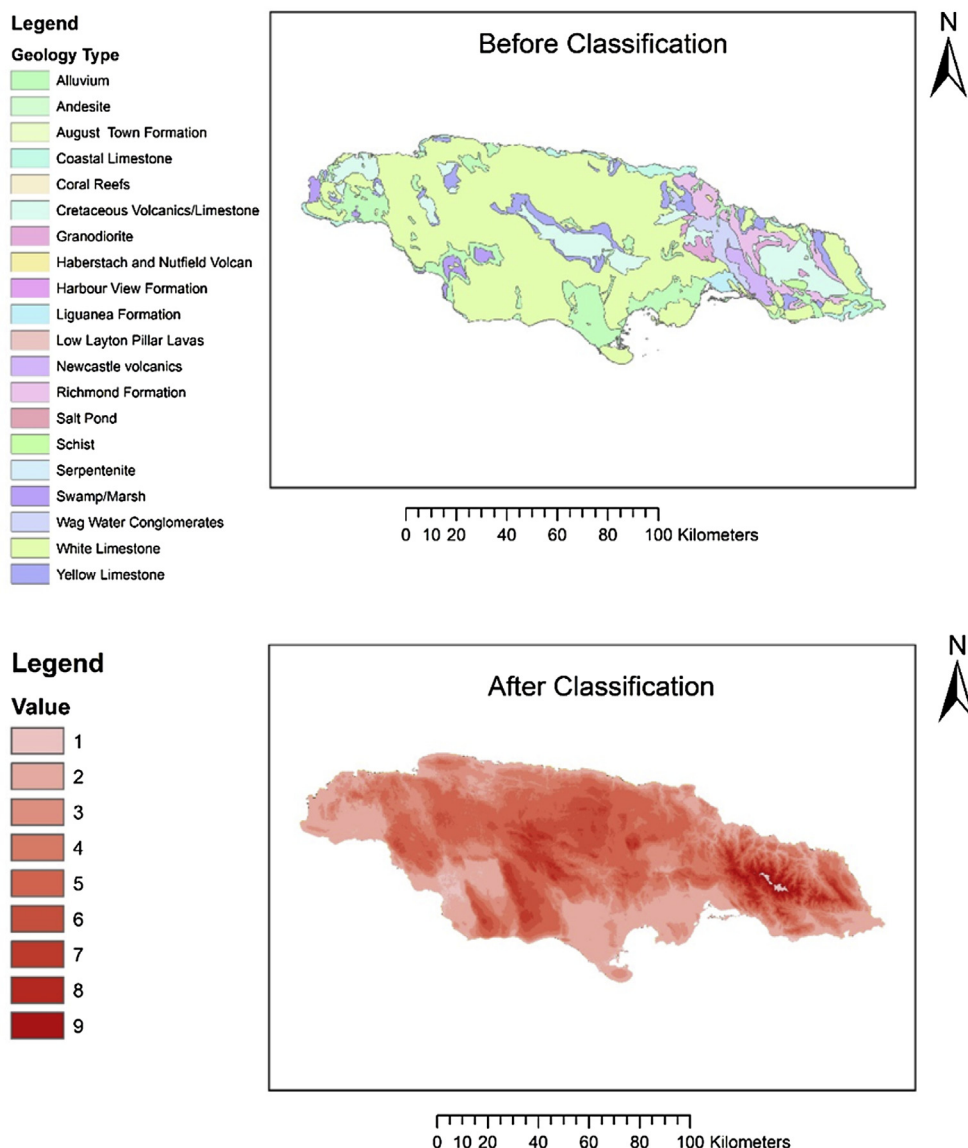 Legend
Geology Type
Alluvium
Andesite
August Town Formation
Coastal Limestone
Coral Reefs
Cretaceous Volcanics/Limestone
Granodiorite
Haberstach and Nutfield Volcan
Harbour View Formation
Liguanea Formation
Low Layton Pillar Lavas
Newcastle volcanics
Richmond Formation
Salt Pond
Schist
Serpentenite
Swamp/Marsh
Wag Water Conglomerates
White Limestone
Yellow Limestone
Before Classification
N
0 10 20 40 60 80 100 Kilometers
Legend
Value
1
2
3
4
5
6
7
8
9
After Classification
N
0 10 20 40 60 80 100 Kilometers